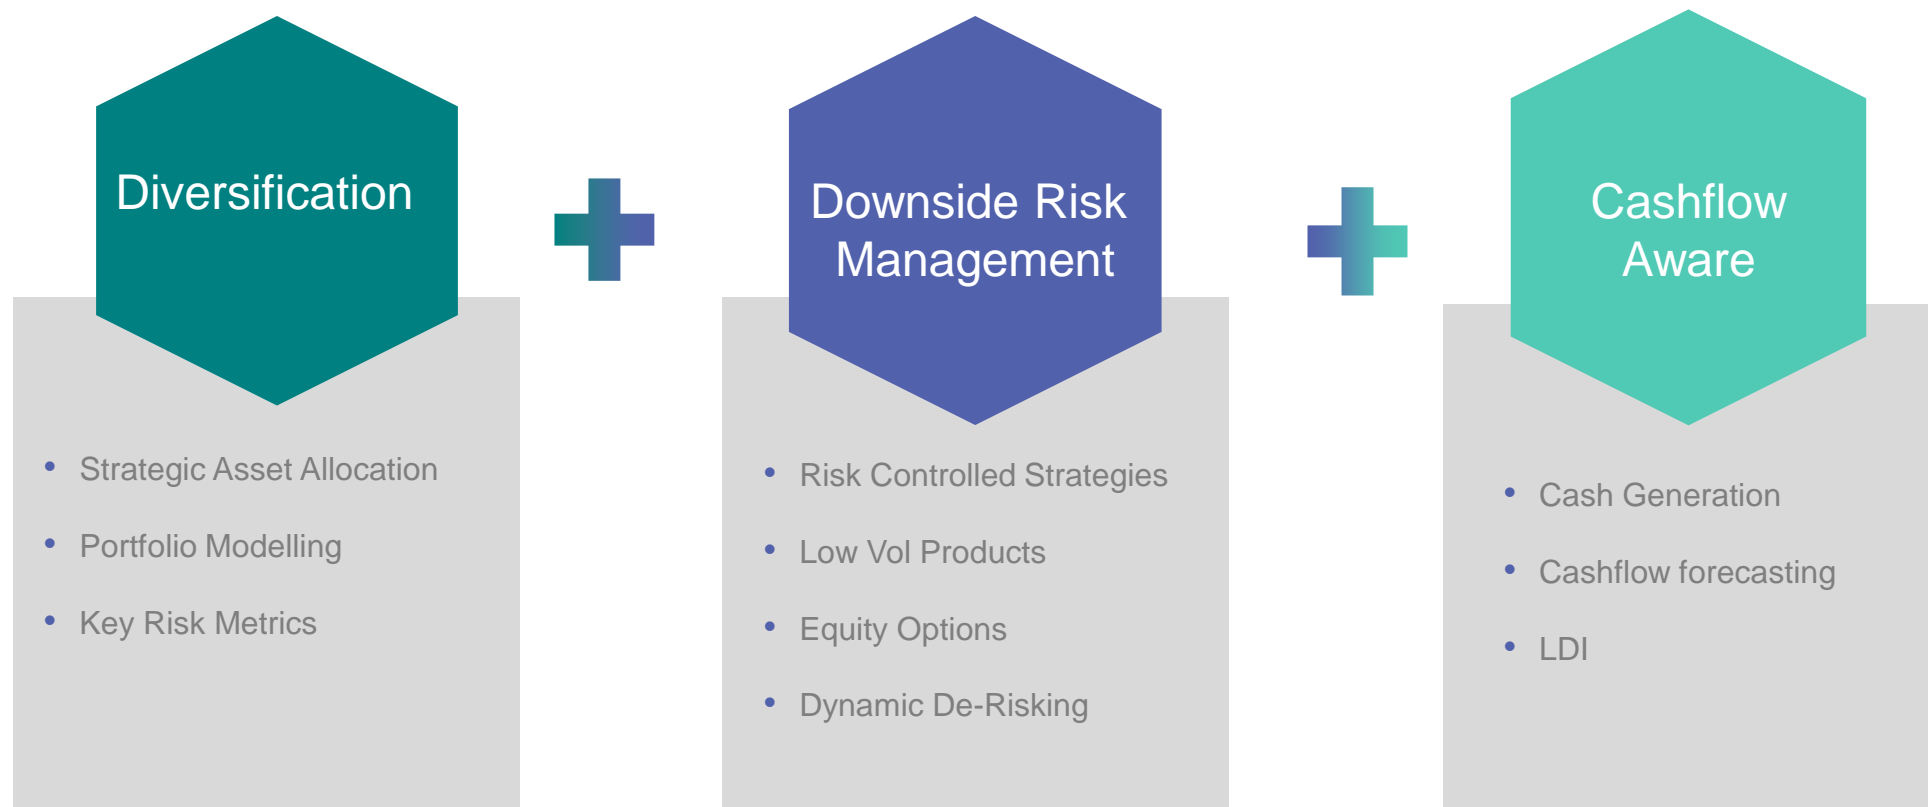 Diversification
• Strategic Asset Allocation
• Portfolio Modelling
• Key Risk Metrics
Downside Risk
Management
• Risk Controlled Strategies
• Low Vol Products
• Equity Options
• Dynamic De-Risking
Cashflow
Aware
• Cash Generation
• Cashflow forecasting
• LDI